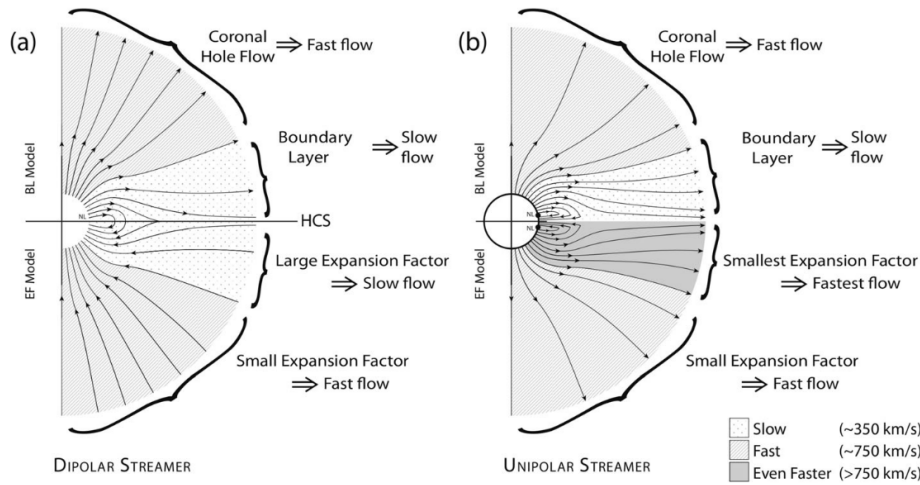 (a)
Coronal
Hole Flow ⇒ Fast flow
Boundary
Layer ⇒ Slow
flow
BL Model
NL
HCS
EF Model
Large Expansion Factor
⇒ Slow flow
Small Expansion Factor
⇒ Fast flow
DIPOLAR STREAMER
(b)
Coronal
Hole Flow ⇒ Fast flow
Boundary
Layer ⇒ Slow
flow
BL Model
NL
NL
EF Model
Smallest Expansion Factor
⇒ Fastest flow
Small Expansion Factor
⇒ Fast flow
UNIPOLAR STREAMER
Slow (~350 km/s)
Fast (~750 km/s)
Even Faster (>750 km/s)